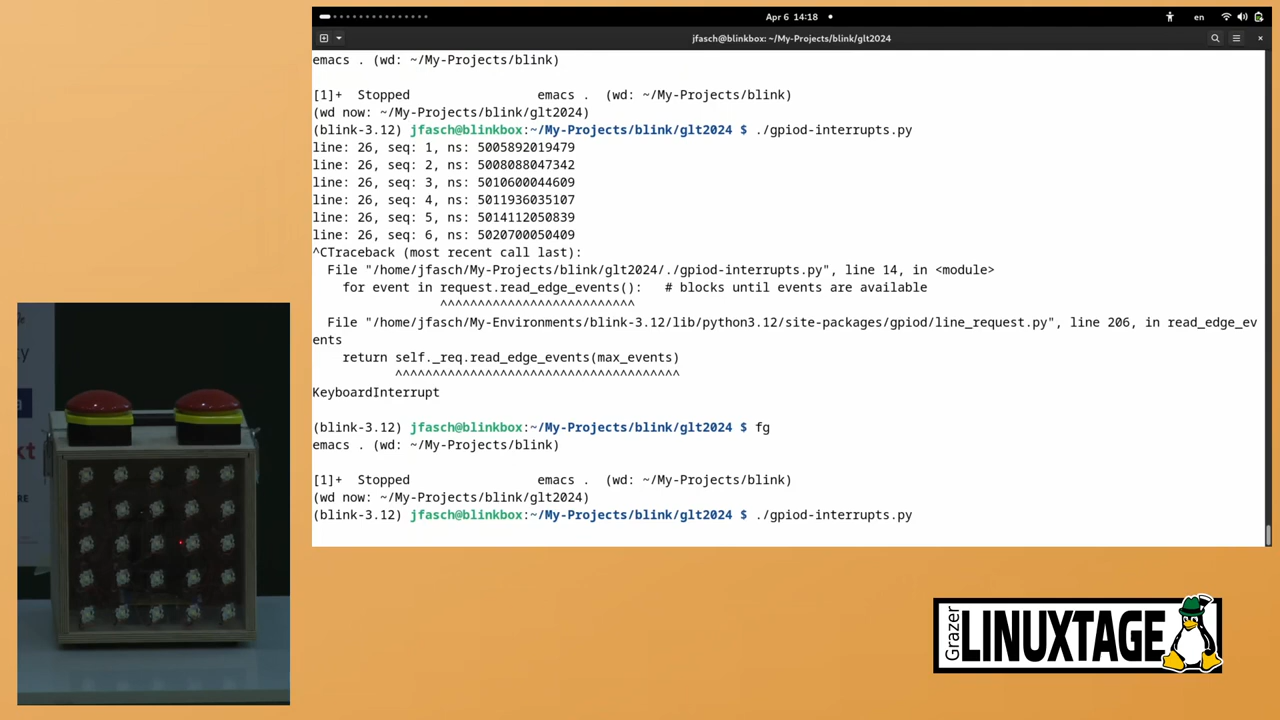 Apr 6 14:18
en
jfasch@blinkbox: ~/My-Projects/blink/glt2024
emacs . (wd: ~/My-Projects/blink)
[1]+  Stopped                 emacs .  (wd: ~/My-Projects/blink)
(wd now: ~/My-Projects/blink/glt2024)
(blink-3.12) jfasch@blinkbox:~/My-Projects/blink/glt2024 $ ./gpiod-interrupts.py
line: 26, seq: 1, ns: 5005892019479
line: 26, seq: 2, ns: 5008088047342
line: 26, seq: 3, ns: 5010600044609
line: 26, seq: 4, ns: 5011936035107
line: 26, seq: 5, ns: 5014112050839
line: 26, seq: 6, ns: 5020700050409
^CTraceback (most recent call last):
  File "/home/jfasch/My-Projects/blink/glt2024/./gpiod-interrupts.py", line 14, in <module>
    for event in request.read_edge_events():   # blocks until events are available
                 ^^^^^^^^^^^^^^^^^^^^^^^^^^
  File "/home/jfasch/My-Environments/blink-3.12/lib/python3.12/site-packages/gpiod/line_request.py", line 206, in read_edge_ev
ents
    return self._req.read_edge_events(max_events)
           ^^^^^^^^^^^^^^^^^^^^^^^^^^^^^^^^^^^^^^
KeyboardInterrupt
(blink-3.12) jfasch@blinkbox:~/My-Projects/blink/glt2024 $ fg
emacs . (wd: ~/My-Projects/blink)
[1]+  Stopped                 emacs .  (wd: ~/My-Projects/blink)
(wd now: ~/My-Projects/blink/glt2024)
(blink-3.12) jfasch@blinkbox:~/My-Projects/blink/glt2024 $ ./gpiod-interrupts.py
Grazer
LINUXTAGE